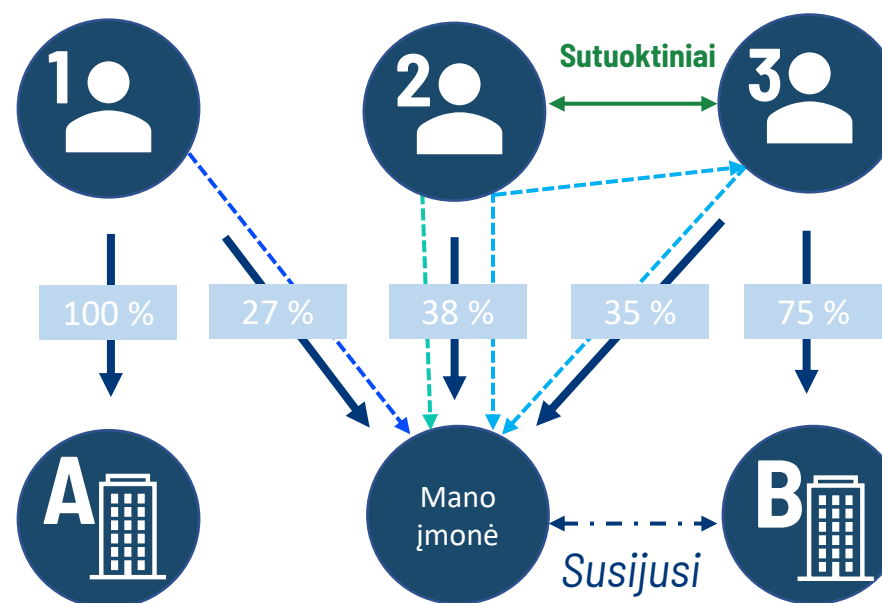 1
2
Sutuoktiniai
3
100 %
27 %
38 %
35 %
75 %
A
Mano
įmonė
Susijusi
B